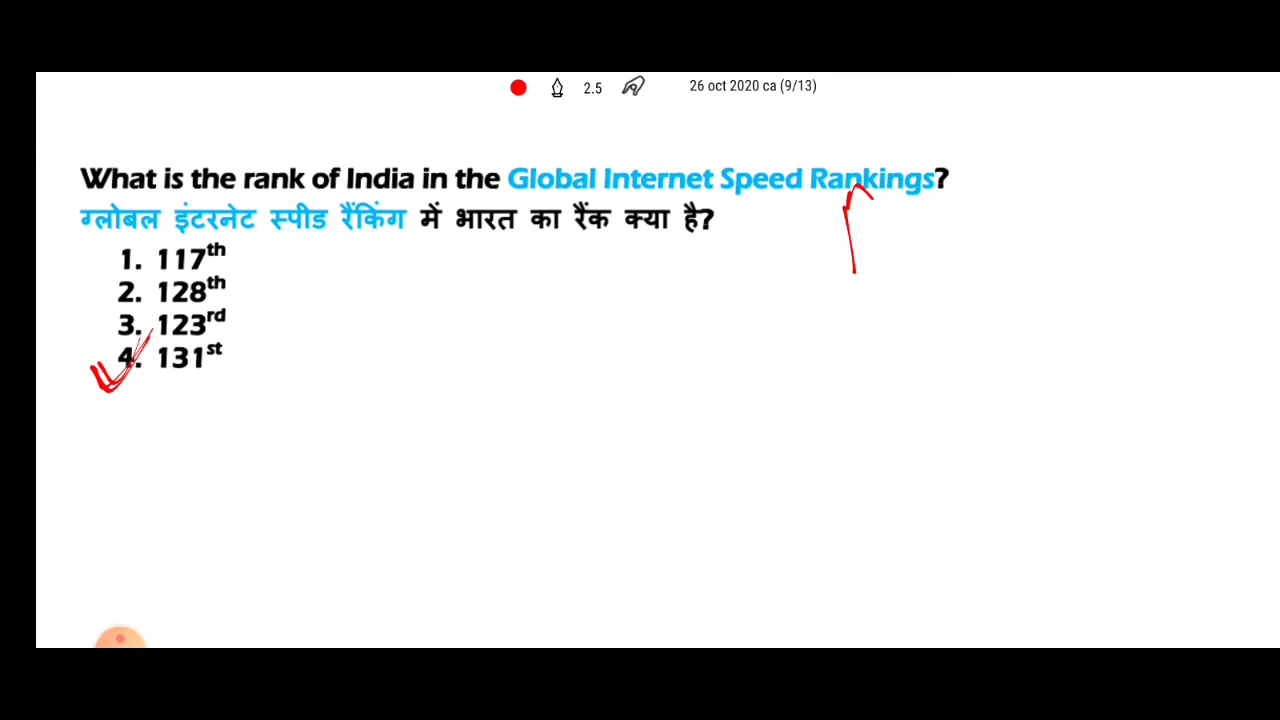 2.5 26 oct 2020 ca (9/13)
What is the rank of India in the Global Internet Speed Rankings?
ग्लोबल इंटरनेट स्पीड रैंकिंग में भारत का रैंक क्या है?
1. 117th
2. 128th
3. 123rd
4. 131st